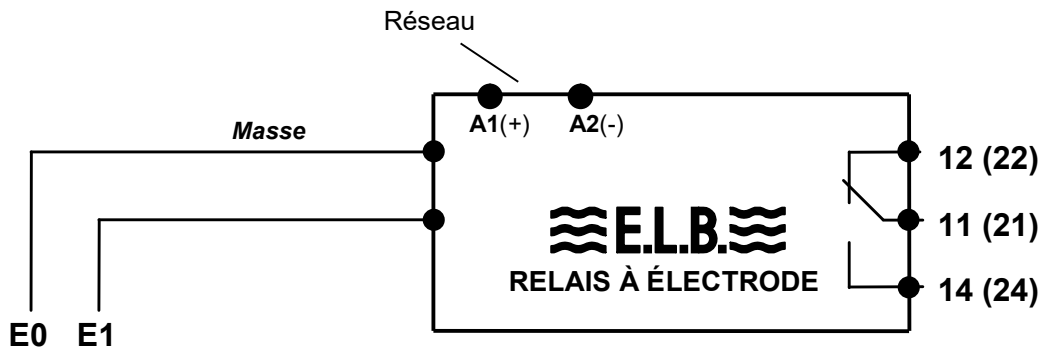 Réseau
A1(+) A2(-)
Masse
12 (22)
11 (21)
E.L.B.
RELAIS À ÉLECTRODE
14 (24)
E0 E1